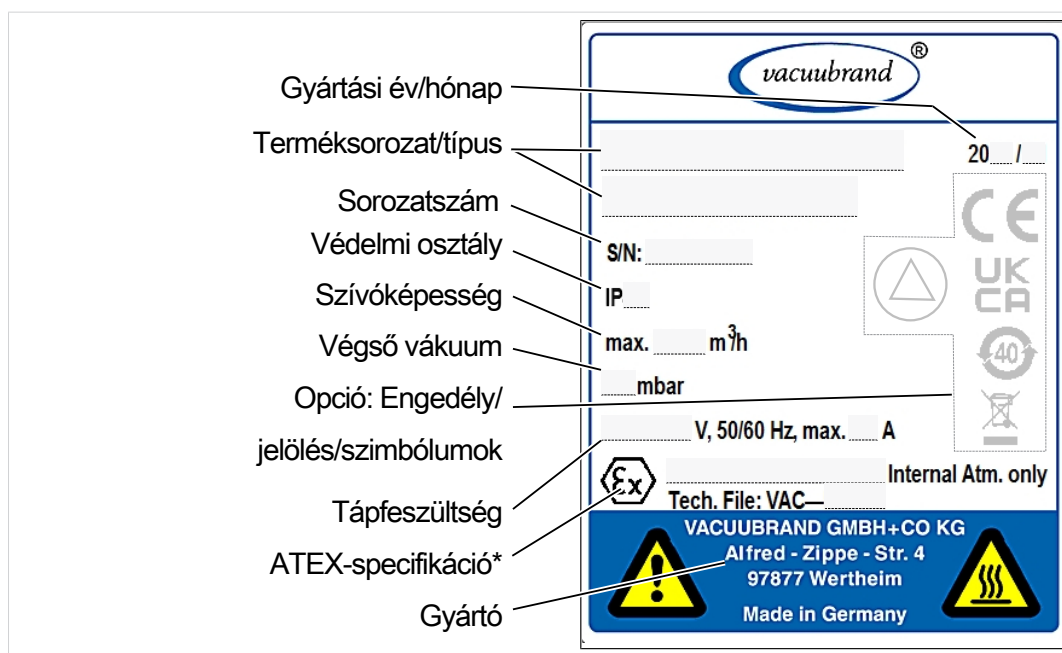 vacuubrand
®
Gyártási év/hónap
Terméksorozat/típus
20 /
Sorozatszám
S/N:
Védelmi osztály
IP
Szívóképesség
max. m³/h
Végső vákuum
mbar
Opció: Engedély/
jelölés/szimbólumok
CE
UK
CA
40
V, 50/60 Hz, max. A
Tápfeszültség
Ex
Internal Atm. only
Tech. File: VAC—
ATEX-specifikáció*
Gyártó
VACUUBRAND GMBH+CO KG
Alfred - Zippe - Str. 4
97877 Wertheim
Made in Germany